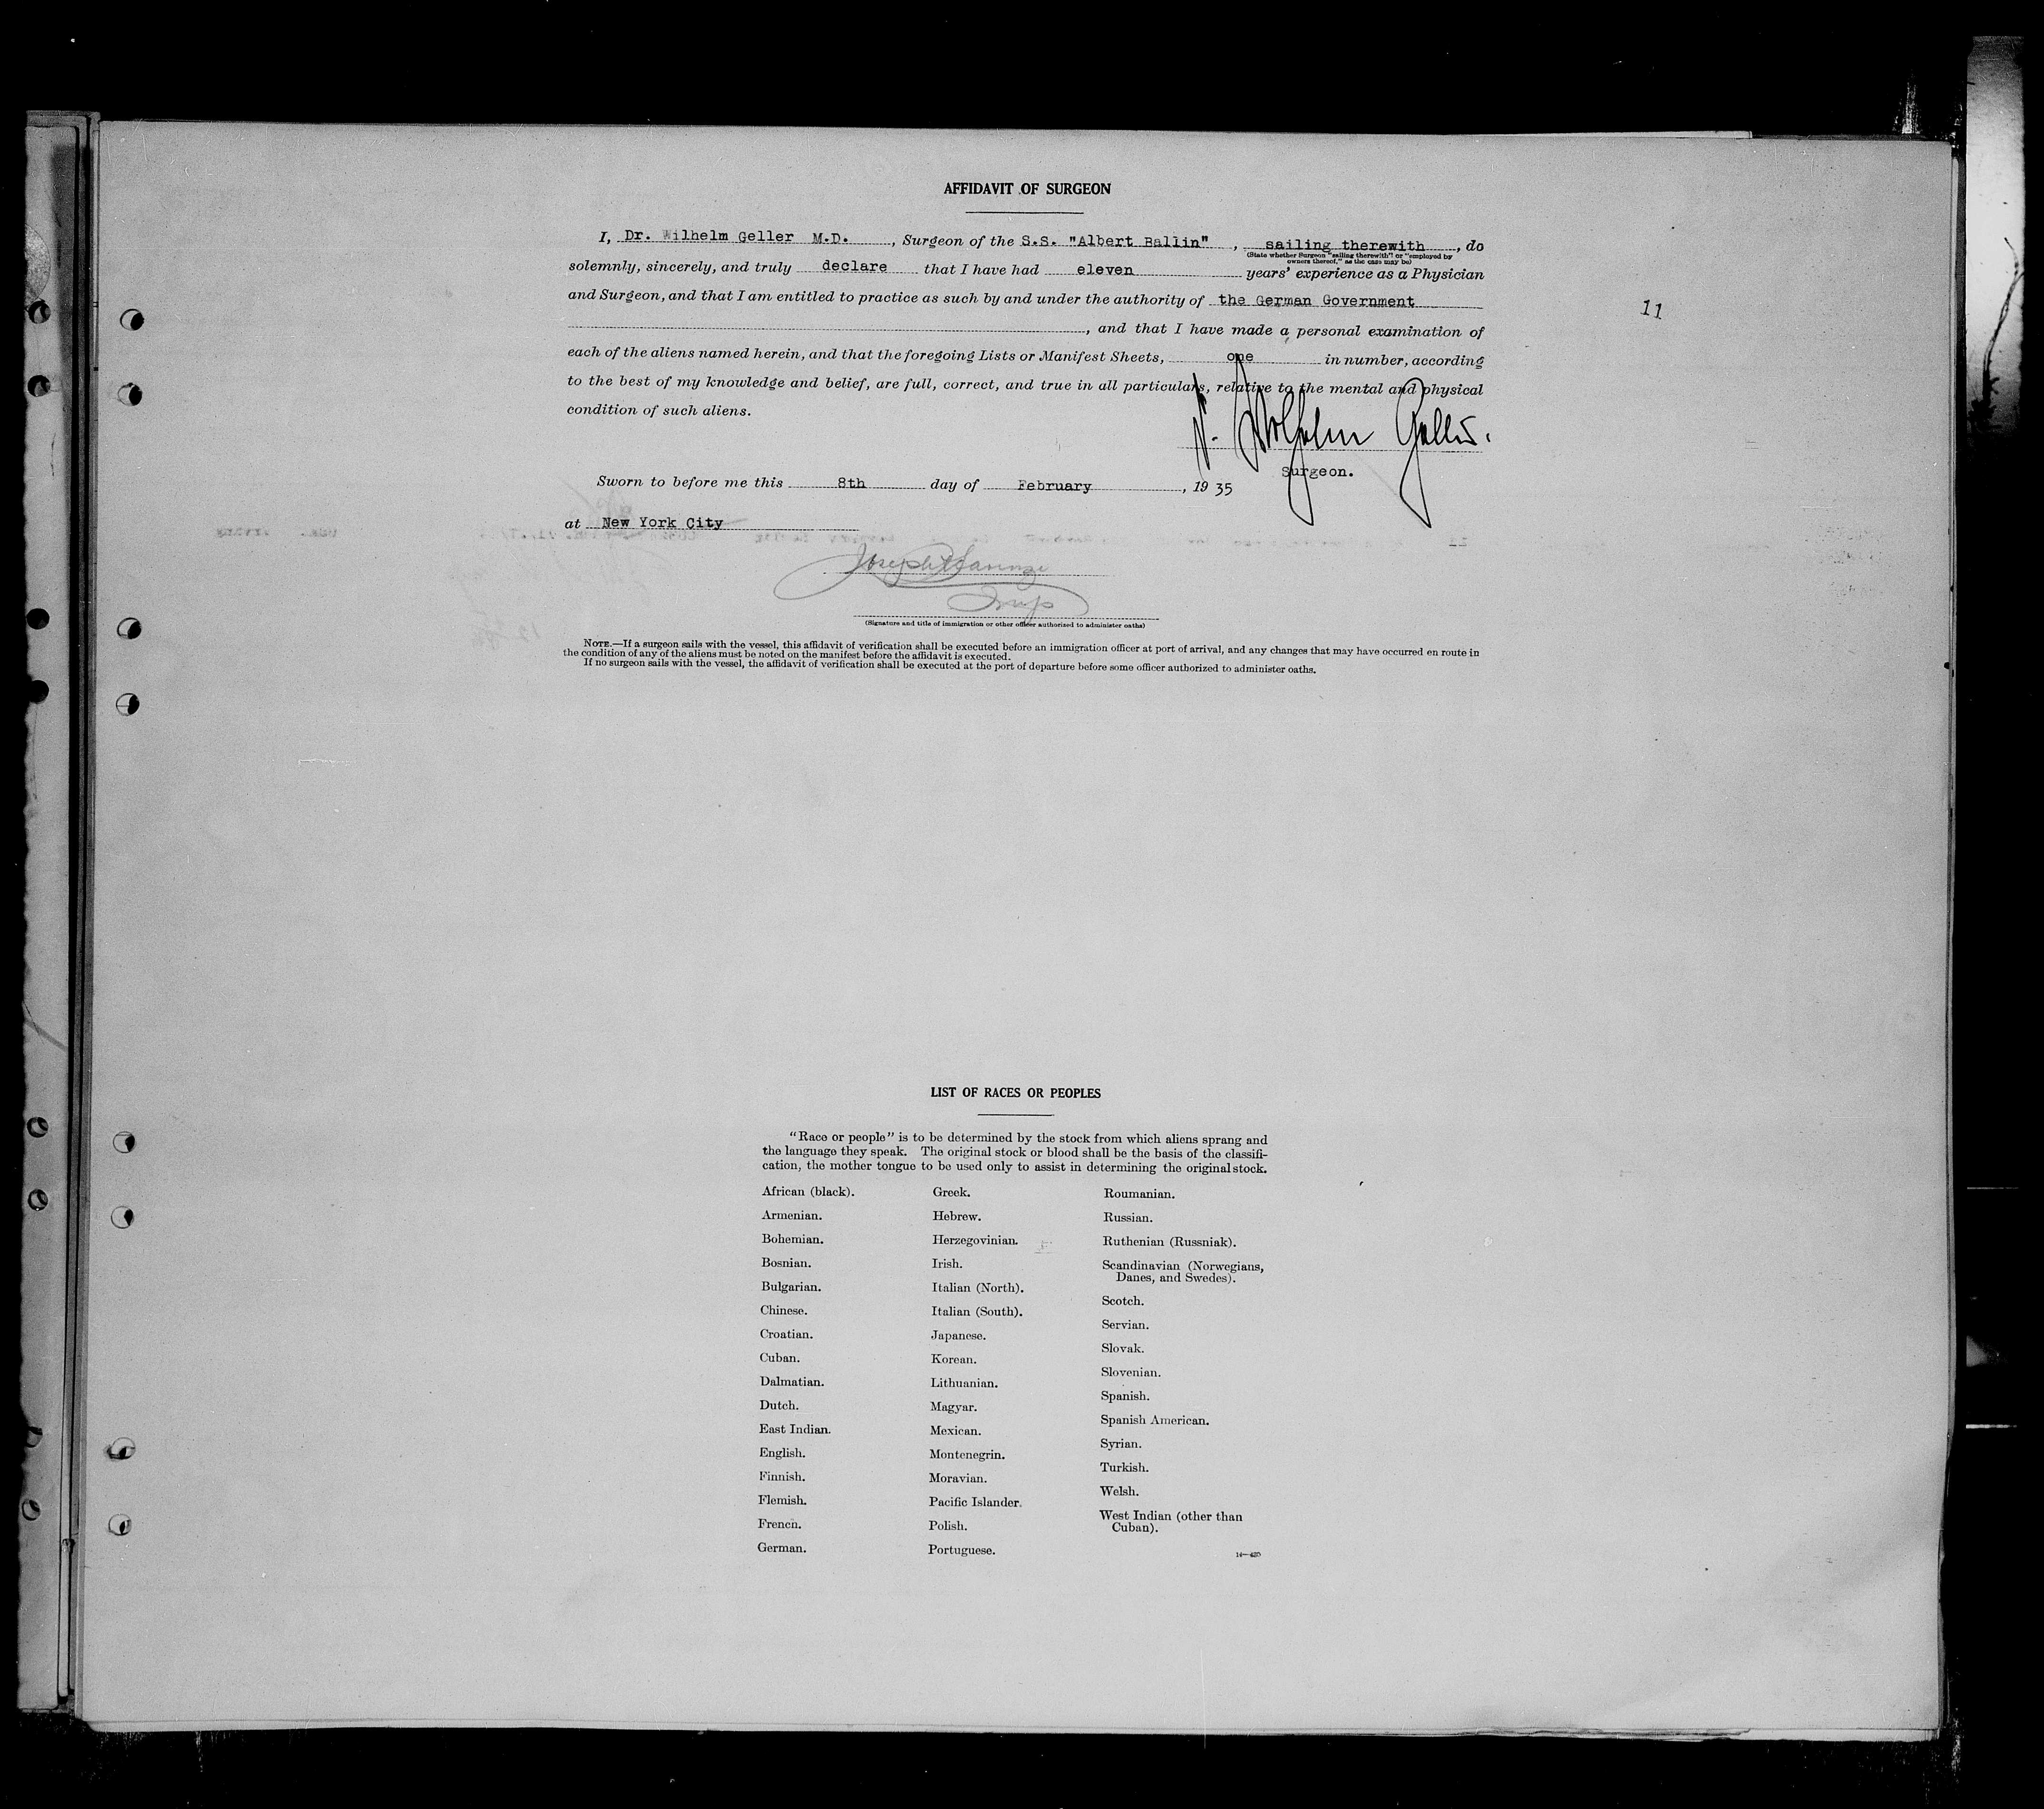 AFFIDAVIT OF SURGEON
I, Dr. Wilhelm Geller M.D. , Surgeon of the S.S. "Albert Ballin" , sailing therewith , do
(State whether Surgeon "sailing therewith" or "employed by
owners thereof," as the case may be)
solemnly, sincerely, and truly declare that I have had eleven years' experience as a Physician
and Surgeon, and that I am entitled to practice as such by and under the authority of the German Government
11
, and that I have made a personal examination of
each of the aliens named herein, and that the foregoing Lists or Manifest Sheets, one in number, according
to the best of my knowledge and belief, are full, correct, and true in all particulars, relative to the mental and physical
condition of such aliens.
Wilhelm Geller.
Surgeon.
Sworn to before me this 8th day of February , 19 35
at New York City
Joseph
Insp
(Signature and title of immigration or other officer authorized to administer oaths)
NOTE.—If a surgeon sails with the vessel, this affidavit of verification shall be executed before an immigration officer at port of arrival, and any changes that may have occurred en route in
the condition of any of the aliens must be noted on the manifest before the affidavit is executed.
If no surgeon sails with the vessel, the affidavit of verification shall be executed at the port of departure before some officer authorized to administer oaths.
LIST OF RACES OR PEOPLES
"Race or people" is to be determined by the stock from which aliens sprang and
the language they speak. The original stock or blood shall be the basis of the classifi-
cation, the mother tongue to be used only to assist in determining the original stock.
African (black).
Armenian.
Bohemian.
Bosnian.
Bulgarian.
Chinese.
Croatian.
Cuban.
Dalmatian.
Dutch.
East Indian.
English.
Finnish.
Flemish.
French.
German.
Greek.
Hebrew.
Herzegovinian.
Irish.
Italian (North).
Italian (South).
Japanese.
Korean.
Lithuanian.
Magyar.
Mexican.
Montenegrin.
Moravian.
Pacific Islander.
Polish.
Portuguese.
Roumanian.
Russian.
Ruthenian (Russniak).
Scandinavian (Norwegians,
Danes, and Swedes).
Scotch.
Servian.
Slovak.
Slovenian.
Spanish.
Spanish American.
Syrian.
Turkish.
Welsh.
West Indian (other than
Cuban).